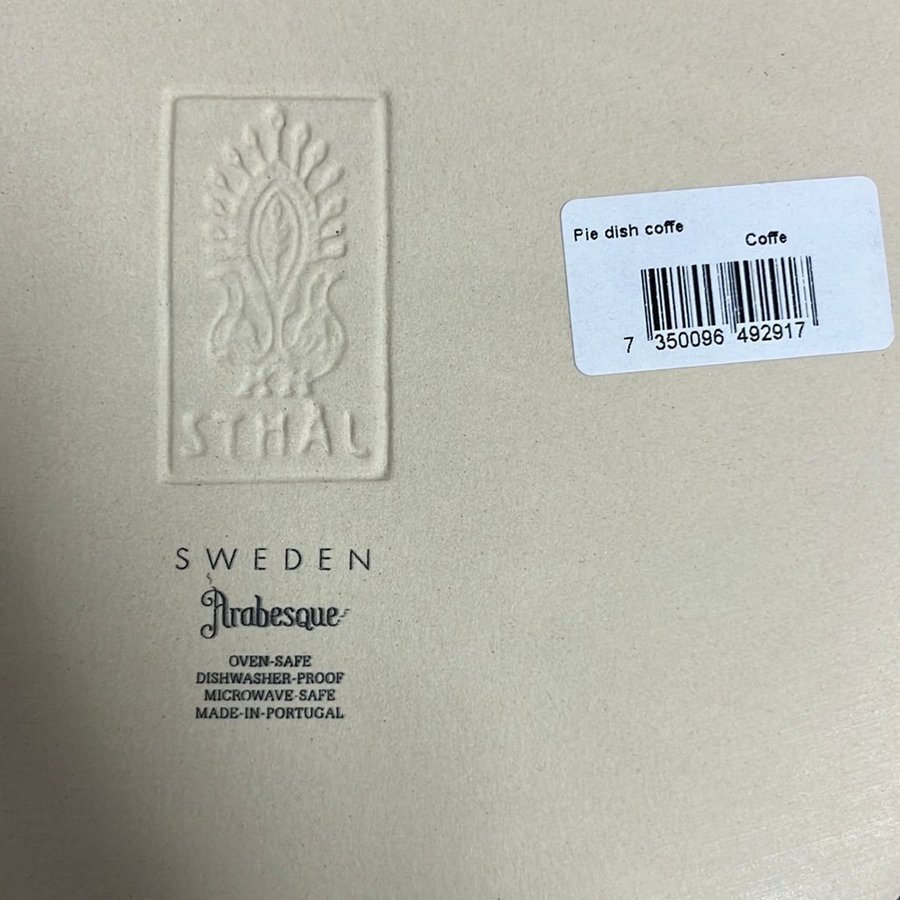 STHÅL
SWEDEN
Arabesque
OVEN-SAFE
DISHWASHER-PROOF
MICROWAVE-SAFE
MADE-IN-PORTUGAL
Pie dish coffe
Coffe
7 350096 492917